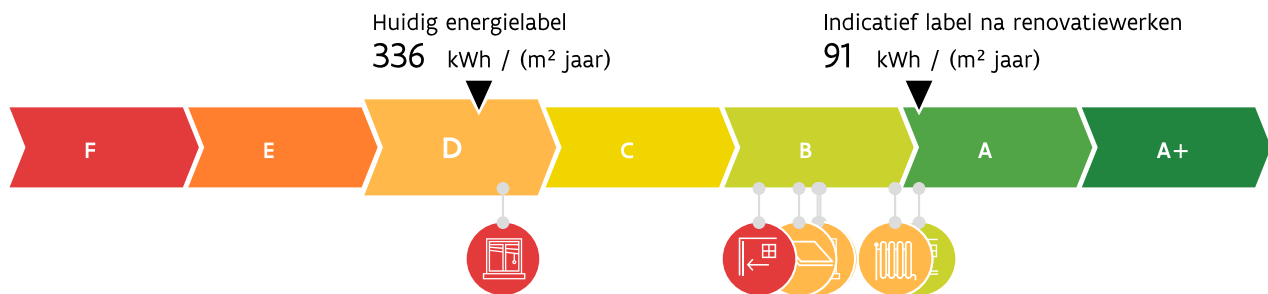 Huidig energielabel
336 kWh / (m² jaar)
Indicatief label na renovatiewerken
91 kWh / (m² jaar)
F E D C B A A+